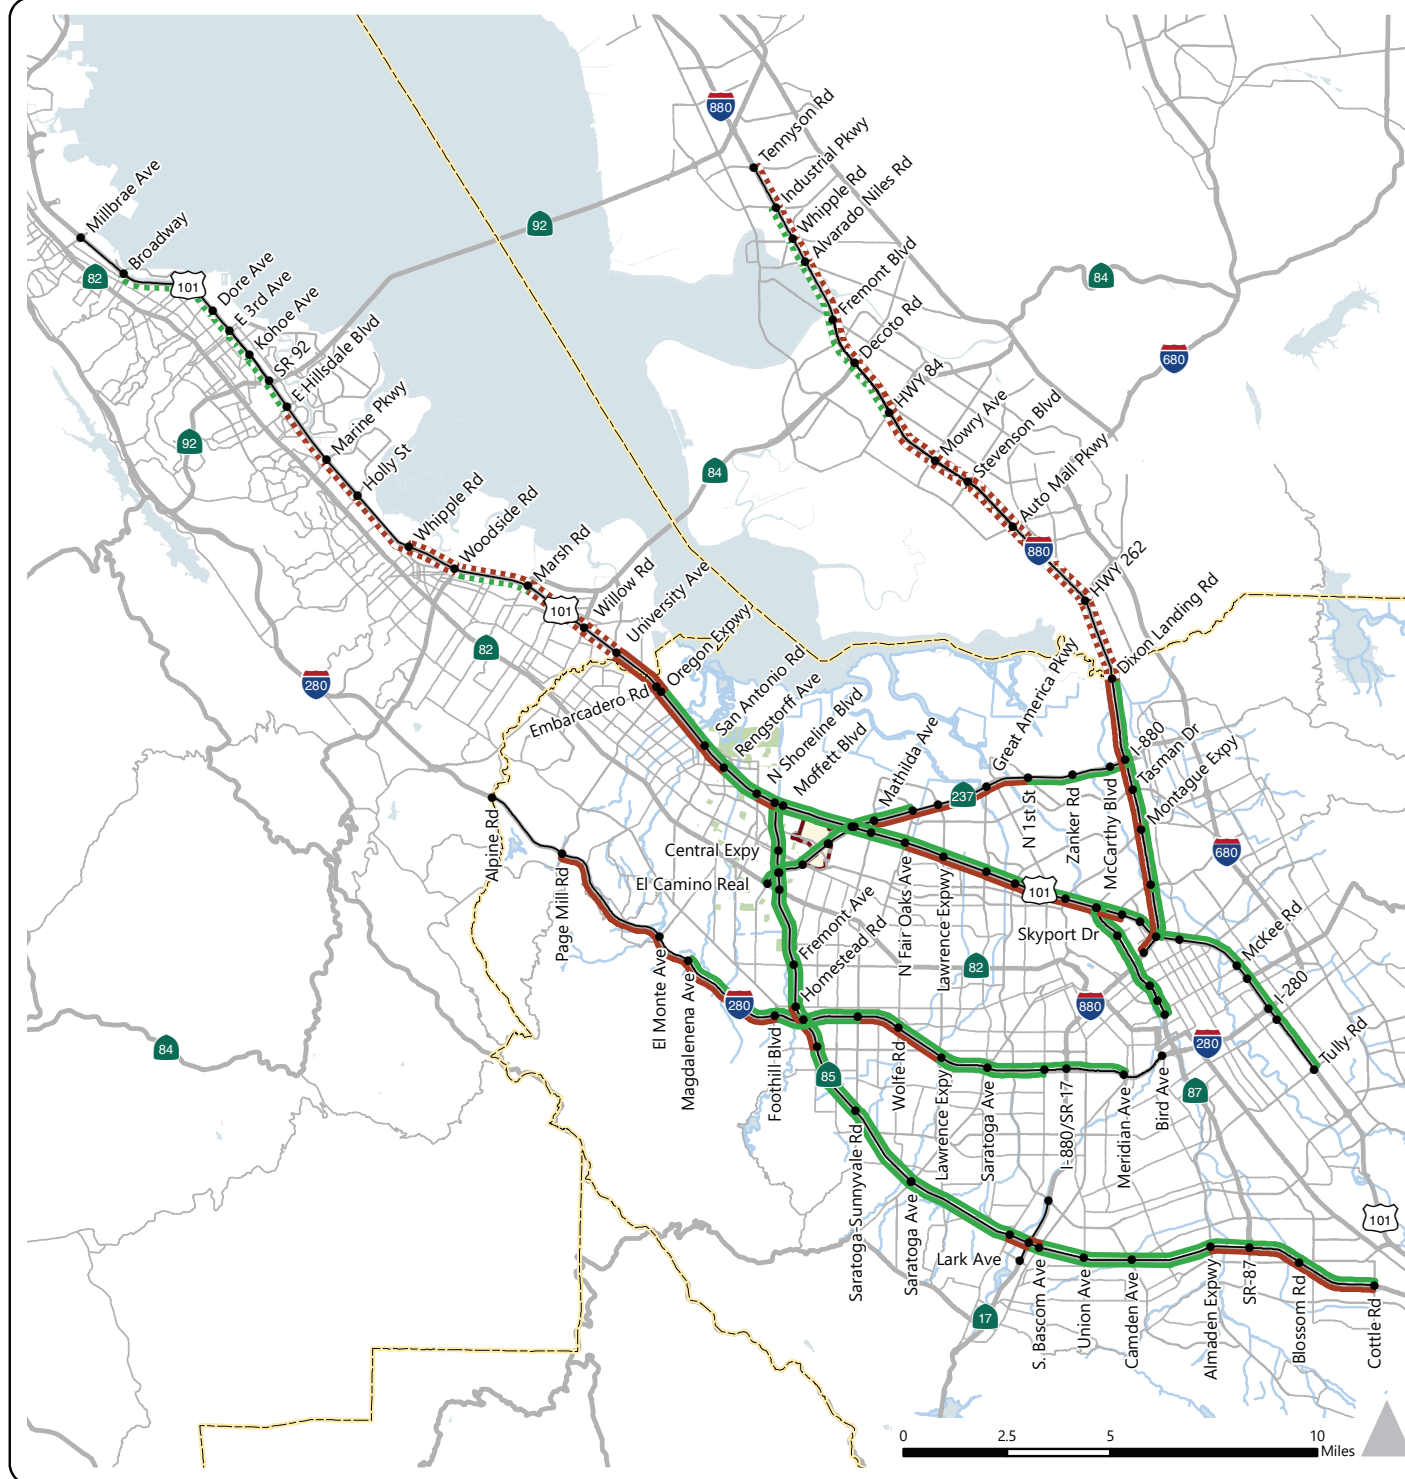 880
Tennyson Rd
Industrial Pkwy
Whipple Rd
Alvarado Niles Rd
Millbrae Ave
Broadway
92
82
101
Dore Ave
E 3rd Ave
Kohoe Ave
SR-92
E Hillsdale Blvd
Fremont Blvd
Decoto Rd
84
680
HWY 84
Mowry Ave
Stevenson Blvd
Auto Mall Pkwy
92
Marine Pkwy
Holly St
84
Whipple Rd
Woodside Rd
Marsh Rd
880
HWY 262
Dixon Landing Rd
101
Willow Rd
University Ave
82
280
Oregon Expwy
Embarcadero Rd
San Antonio Rd
Rengstorff Ave
N Shoreline Blvd
Moffett Blvd
Mathilda Ave
Great America Pkwy
I-880
Tasman Dr
Montague Expy
237
N 1st St
Zanker Rd
McCarthy Blvd
Alpine Rd
Central Expy
El Camino Real
680
101
Page Mill Rd
Fremont Ave
Homestead Rd
N Fair Oaks Ave
Lawrence Expwy
Skyport Dr
McKee Rd
82
El Monte Ave
Magdalenena Ave
280
880
I-280
280
Tully Rd
84
Foothill Blvd
85
Wolfe Rd
Lawrence Expy
Saratoga Ave
I-880/SR-17
Meridian Ave
Bird Ave
87
Saratoga-Sunnyvale Rd
Saratoga Ave
Lark Ave
101
17
S. Bascom Ave
Union Ave
Camden Ave
Almaden Expwy
SR-87
Blossom Rd
Cottle Rd
0
2.5
5
10
Miles